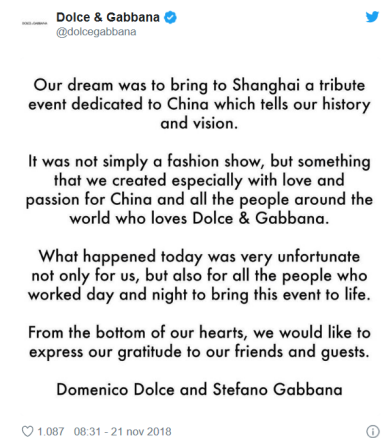 Dolce & Gabbana
@dolcegabbana
Our dream was to bring to Shanghai a tribute
event dedicated to China which tells our history
and vision.
It was not simply a fashion show, but something
that we created especially with love and
passion for China and all the people around the
world who loves Dolce & Gabbana.
What happened today was very unfortunate
not only for us, but also for all the people who
worked day and night to bring this event to life.
From the bottom of our hearts, we would like to
express our gratitude to our friends and guests.
Domenico Dolce and Stefano Gabbana
1.087 08:31 - 21 nov 2018